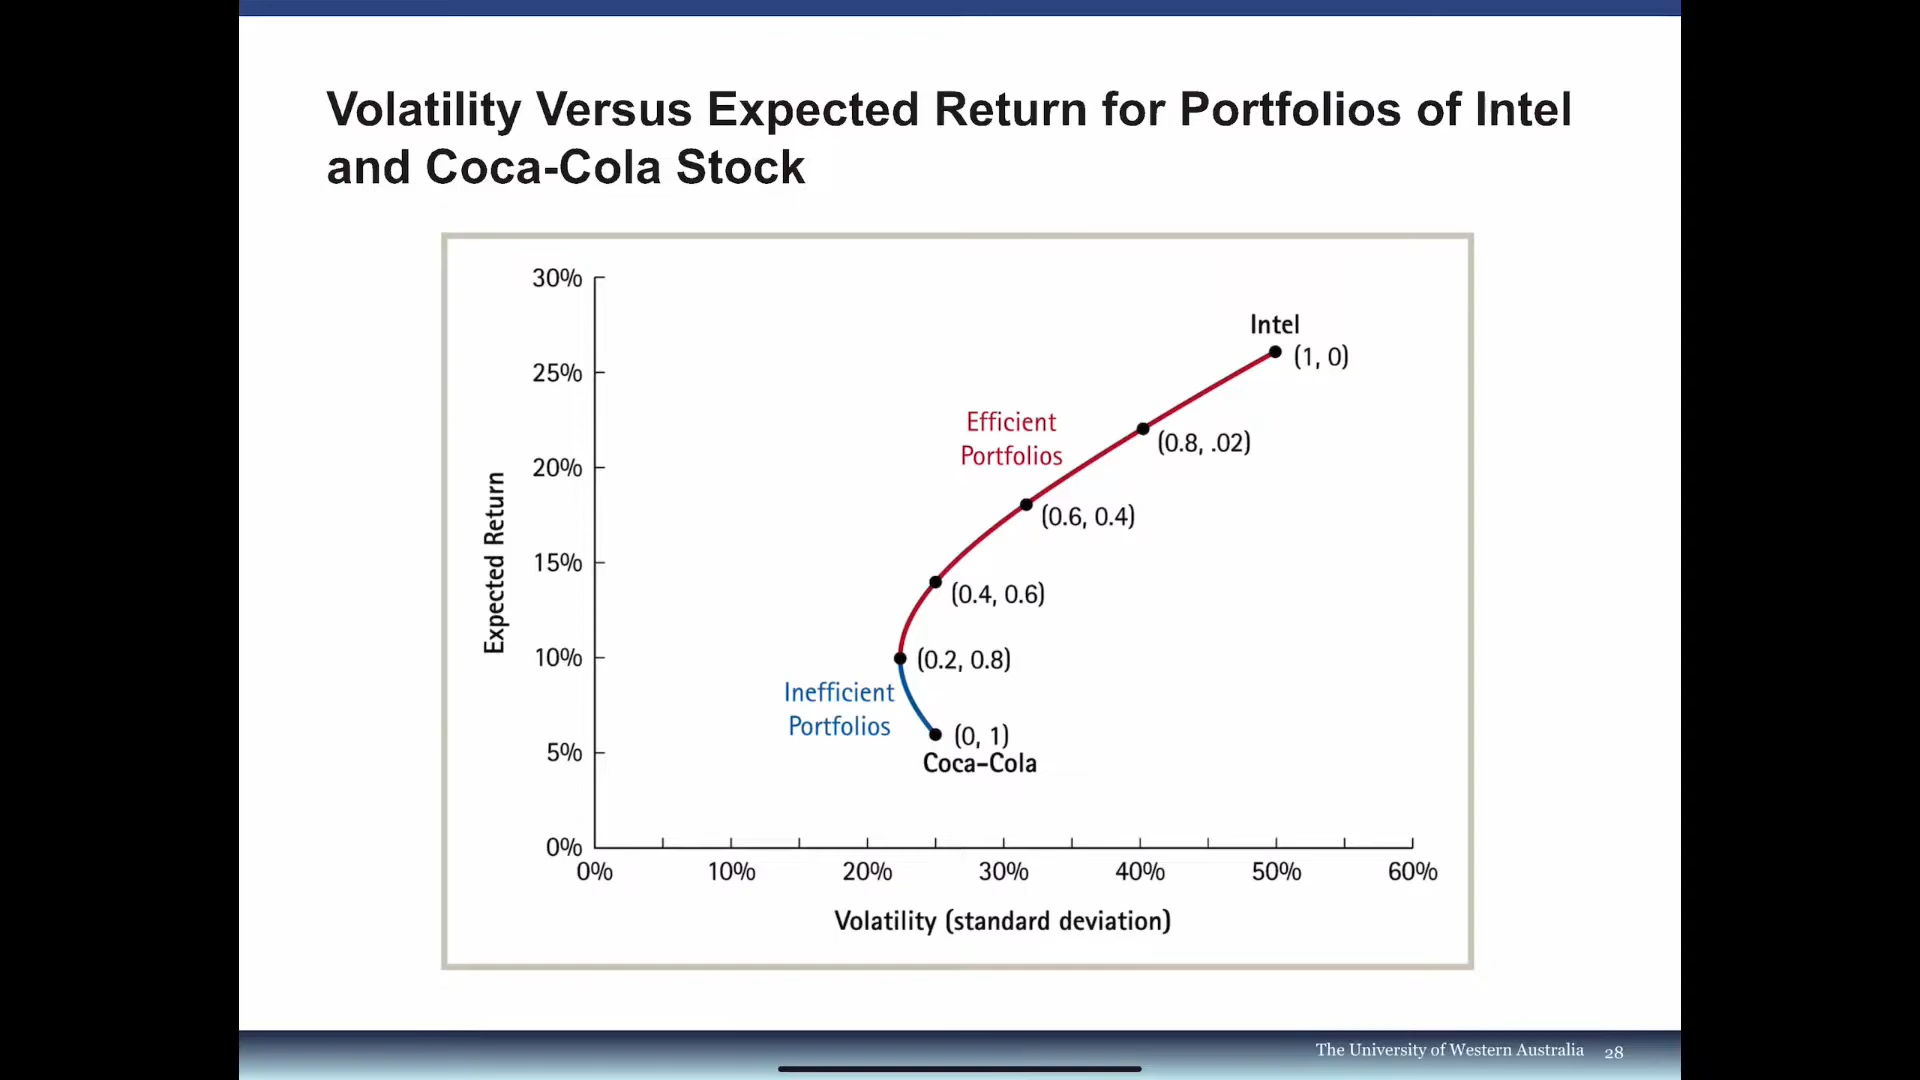 Volatility Versus Expected Return for Portfolios of Intel
and Coca-Cola Stock
30%
25%
20%
15%
10%
5%
0%
Expected Return
Intel
(1, 0)
Efficient
Portfolios
(0.8, .02)
(0.6, 0.4)
(0.4, 0.6)
(0.2, 0.8)
Inefficient
Portfolios
(0, 1)
Coca-Cola
0% 10% 20% 30% 40% 50% 60%
Volatility (standard deviation)
The University of Western Australia 28